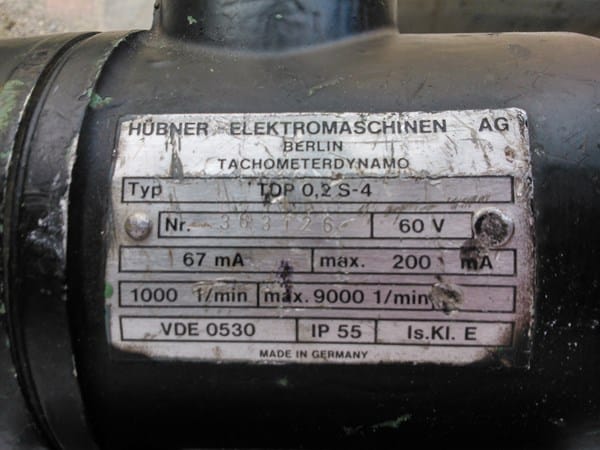 HÜBNER ELEKTROMASCHINEN AG
BERLIN
TACHOMETERDYNAMO
Typ TDP 0,2 S-4
Nr. 363126 60 V
67 mA max. 200 mA
1000 1/min max. 9000 1/min
VDE 0530 IP 55 Is.Kl. E
MADE IN GERMANY